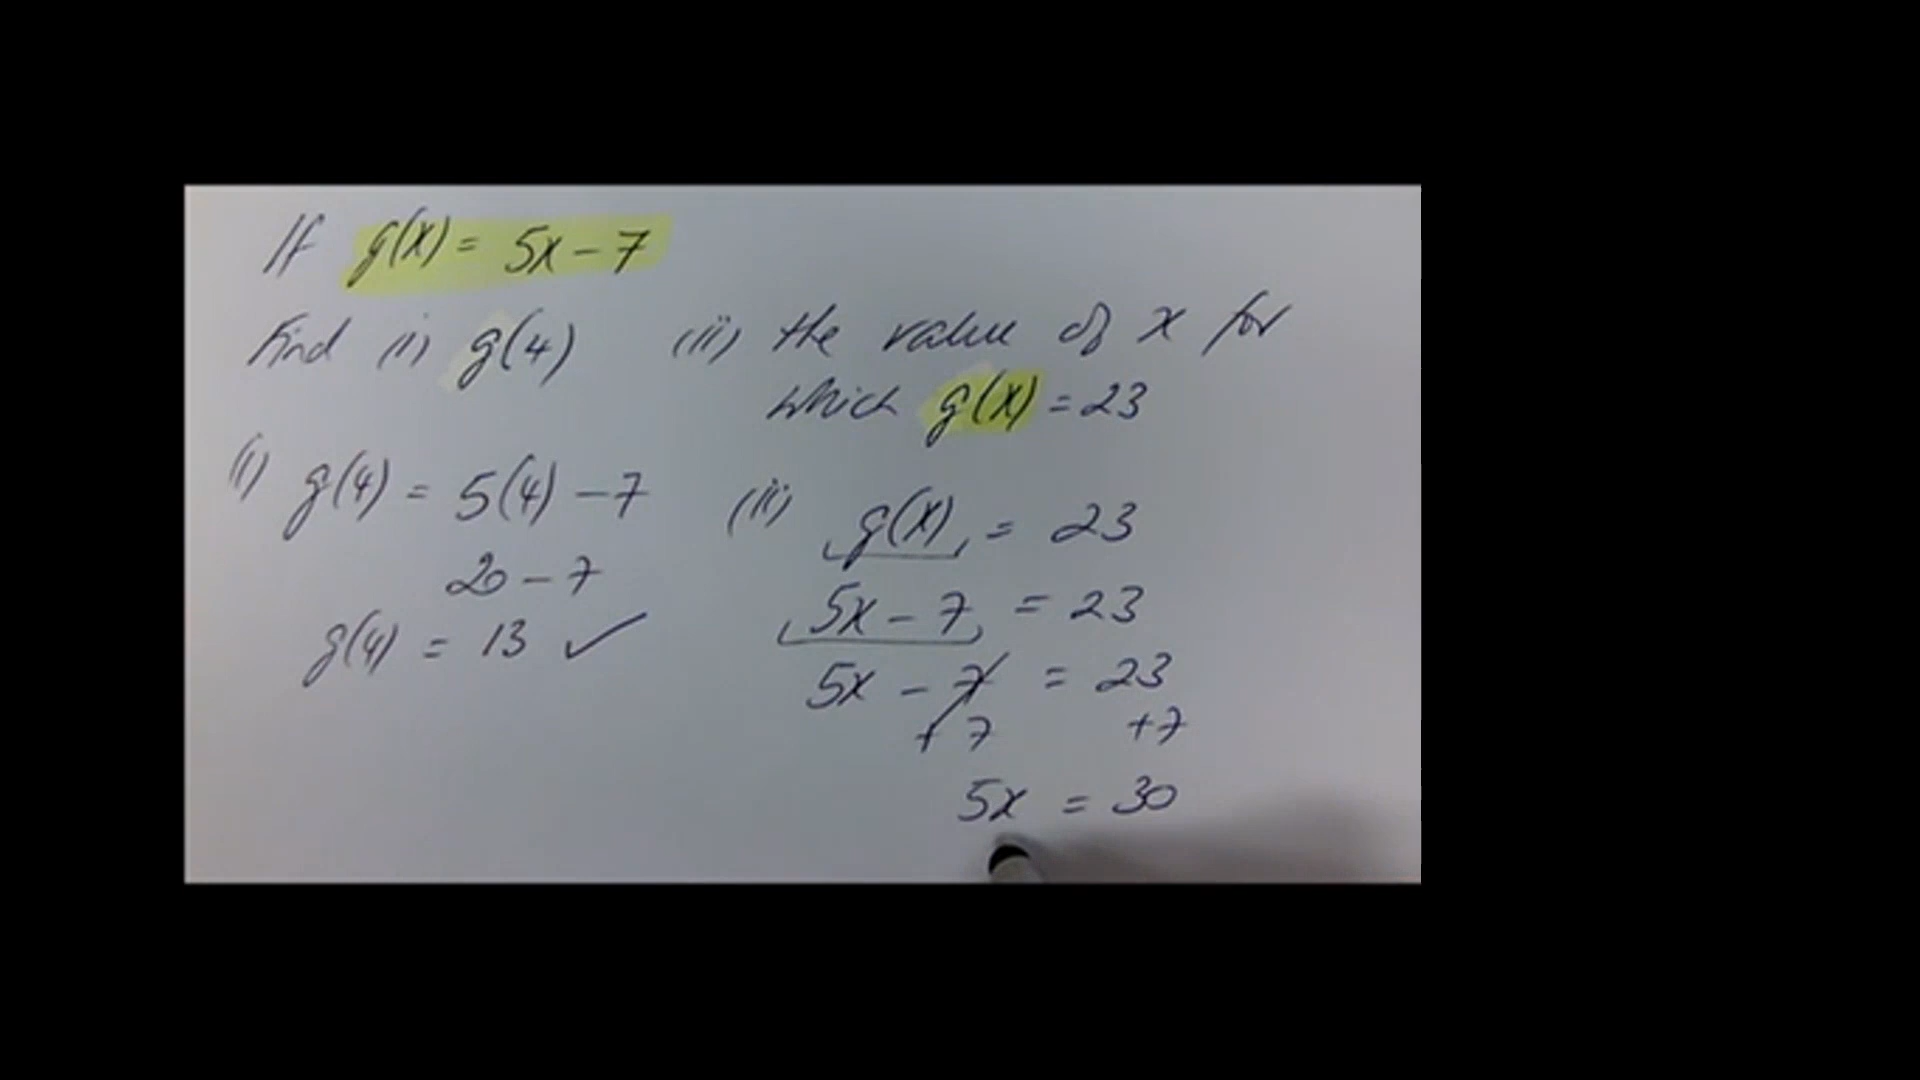 If g(x) = 5x - 7
Find (i) g(4) (ii) the value of x for
which g(x) = 23
(i) g(4) = 5(4) - 7
20 - 7
g(4) = 13 ✓
(ii) g(x) = 23
5x - 7 = 23
5x - 7 = 23
+ 7 +7
5x = 30